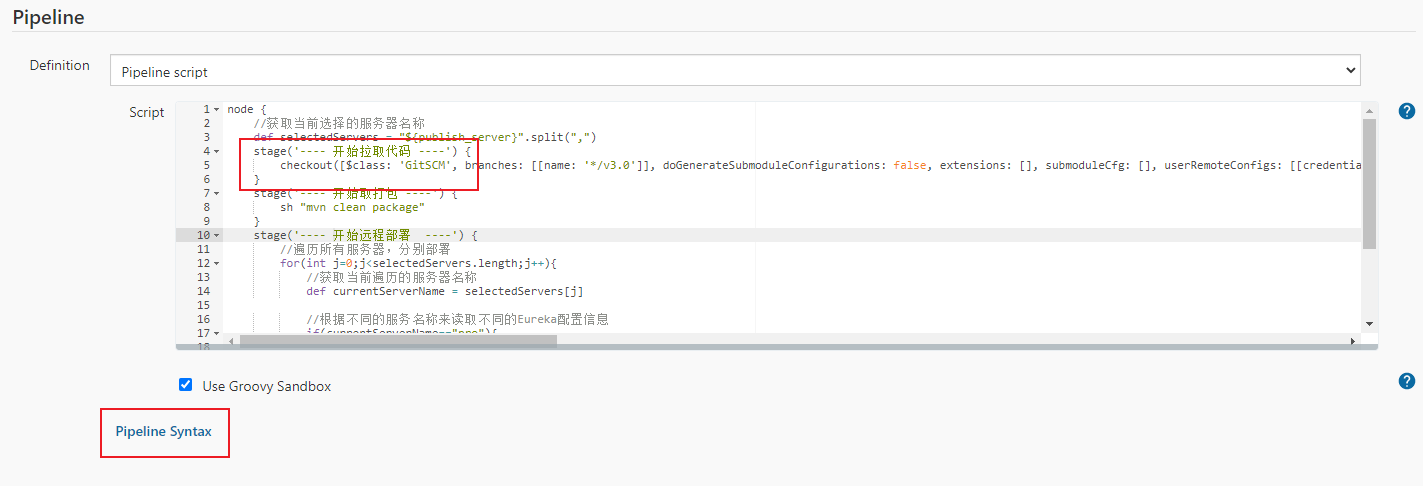 Pipeline
Definition
Pipeline script
Script
1 node {
2 //获取当前选择的服务器名称
3 def selectedServers = "${publish_server}".split(",")
4 stage('---- 开始拉取代码 ----') {
5 checkout([$class: 'GitSCM', branches: [[name: '*/v3.0']], doGenerateSubmoduleConfigurations: false, extensions: [], submoduleCfg: [], userRemoteConfigs: [[credentia
6 }
7 stage('---- 开始取打包 ----') {
8 sh "mvn clean package"
9 }
10 stage('---- 开始远程部署  ----') {
11 //遍历所有服务器，分别部署
12 for(int j=0;j<selectedServers.length;j++){
13 //获取当前遍历的服务器名称
14 def currentServerName = selectedServers[j]
15
16 //根据不同的服务名称来读取不同的Eureka配置信息
17 if(currentServerName=="pro"){
18
Use Groovy Sandbox
Pipeline Syntax